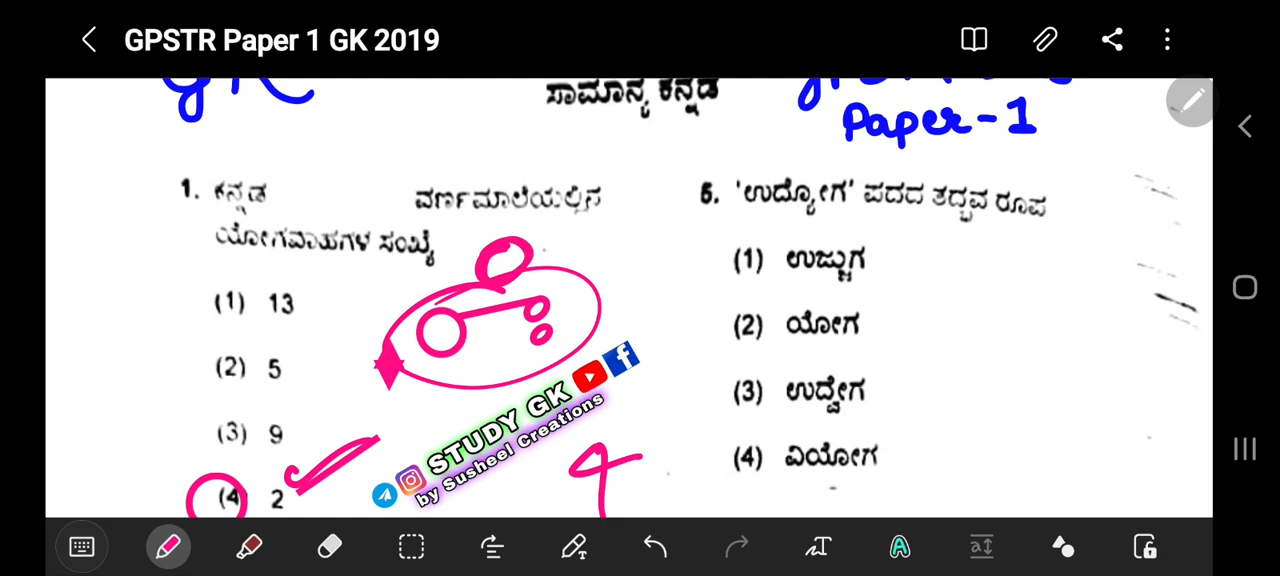 GPSTR Paper 1 GK 2019
GK
ಸಾಮಾನ್ಯ ಕನ್ನಡ
Paper-1
1. ಕನ್ನಡ ವರ್ಣಮಾಲೆಯಲ್ಲಿನ
ಯೋಗವಾಹಗಳ ಸಂಖ್ಯೆ
(1) 13
(2) 5
(3) 9
(4) 2
STUDY GK
by Susheel Creations
6. 'ಉದ್ಯೋಗ' ಪದದ ತದ್ಭವ ರೂಪ
(1) ಉಜ್ಜುಗ
(2) ಯೋಗ
(3) ಉದ್ವೇಗ
(4) ವಿಯೋಗ